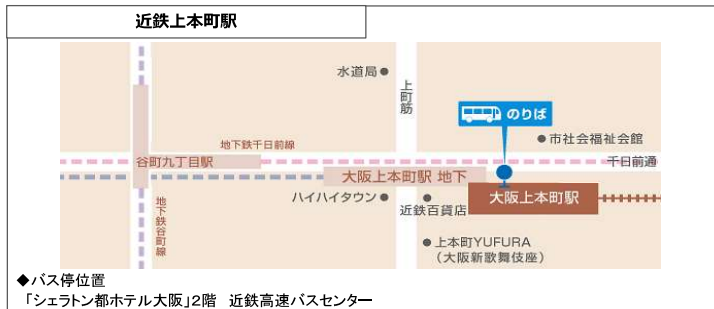 近鉄上本町駅
水道局
上町筋
のりば
市社会福祉会館
地下鉄千日前線
谷町九丁目駅
千日前通
大阪上本町駅 地下
ハイハイタウン
近鉄百貨店
大阪上本町駅
地下鉄谷町線
上本町YUFURA
(大阪新歌舞伎座)
◆バス停位置
「シェラトン都ホテル大阪」2階 近鉄高速バスセンター